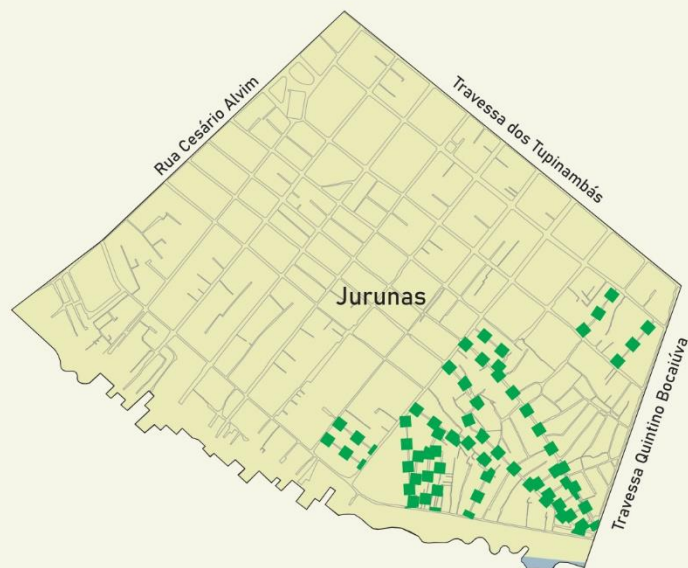 Rua Cesário Alvim
Travessa dos Tupinambás
Jurunas
Travessa Quintino Bocaiúva